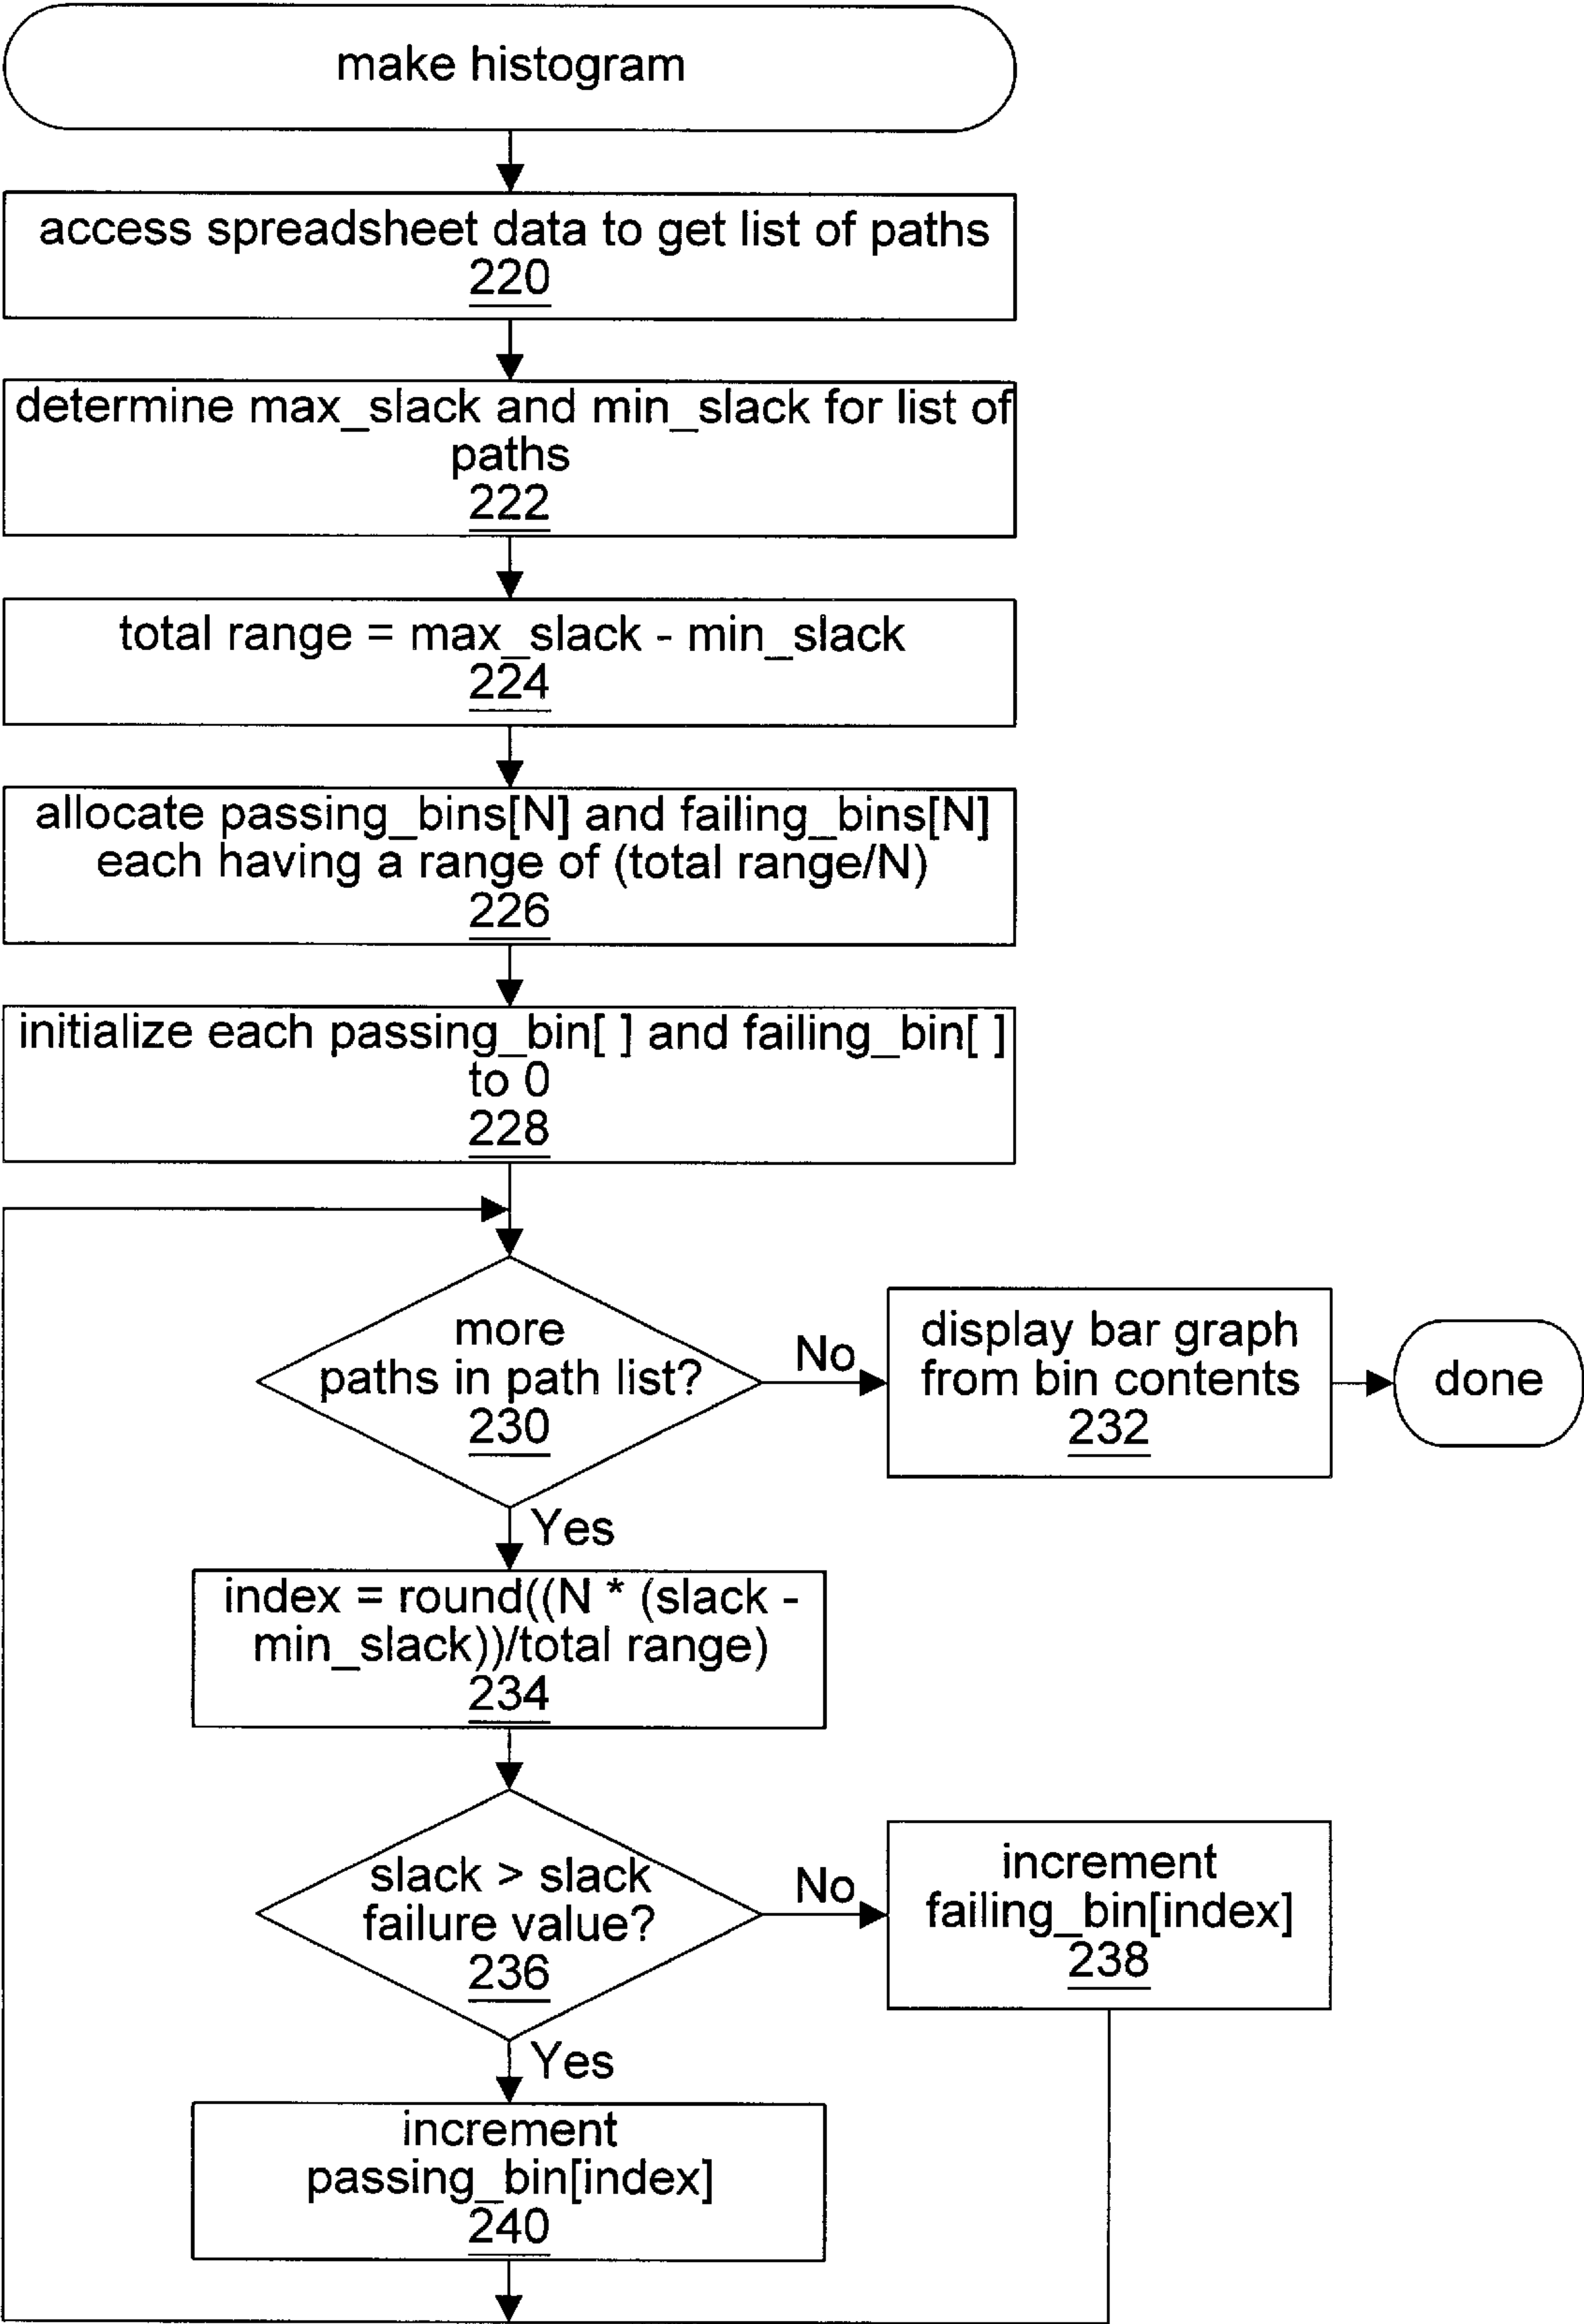 make histogram
access spreadsheet data to get list of paths
220
determine max_slack and min_slack for list of
paths
222
total range = max_slack - min_slack
224
allocate passing_bins[N] and failing_bins[N]
each having a range of (total range/N)
226
initialize each passing_bin[ ] and failing_bin[ ]
to 0
228
more
paths in path list?
230
No
display bar graph
from bin contents
232
done
Yes
index = round((N * (slack -
min_slack))/total range)
234
slack > slack
failure value?
236
No
increment
failing_bin[index]
238
Yes
increment
passing_bin[index]
240